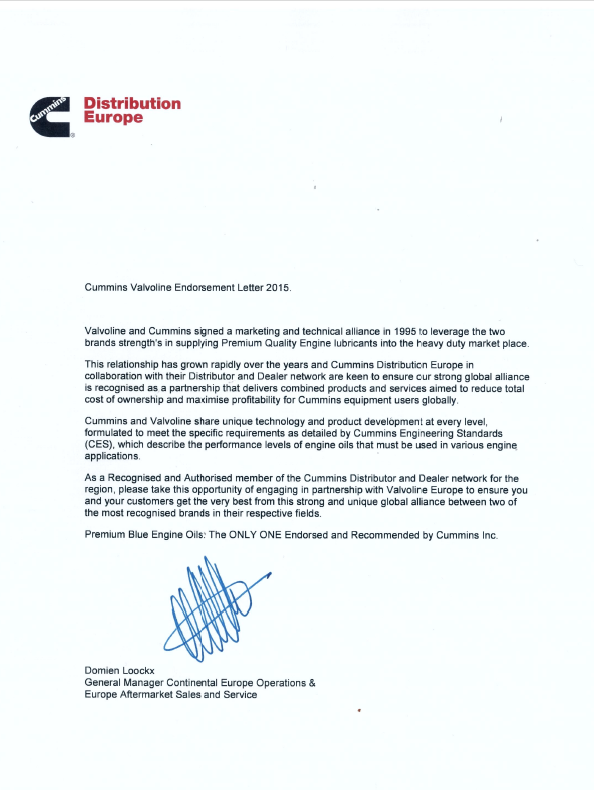 Cummins
Distribution
Europe
®
Cummins Valvoline Endorsement Letter 2015.
Valvoline and Cummins signed a marketing and technical alliance in 1995 to leverage the two
brands strength's in supplying Premium Quality Engine lubricants into the heavy duty market place.
This relationship has grown rapidly over the years and Cummins Distribution Europe in
collaboration with their Distributor and Dealer network are keen to ensure our strong global alliance
is recognised as a partnership that delivers combined products and services aimed to reduce total
cost of ownership and maximise profitability for Cummins equipment users globally.
Cummins and Valvoline share unique technology and product development at every level,
formulated to meet the specific requirements as detailed by Cummins Engineering Standards
(CES), which describe the performance levels of engine oils that must be used in various engine
applications.
As a Recognised and Authorised member of the Cummins Distributor and Dealer network for the
region, please take this opportunity of engaging in partnership with Valvoline Europe to ensure you
and your customers get the very best from this strong and unique global alliance between two of
the most recognised brands in their respective fields.
Premium Blue Engine Oils: The ONLY ONE Endorsed and Recommended by Cummins Inc.
Domien Loockx
General Manager Continental Europe Operations &
Europe Aftermarket Sales and Service